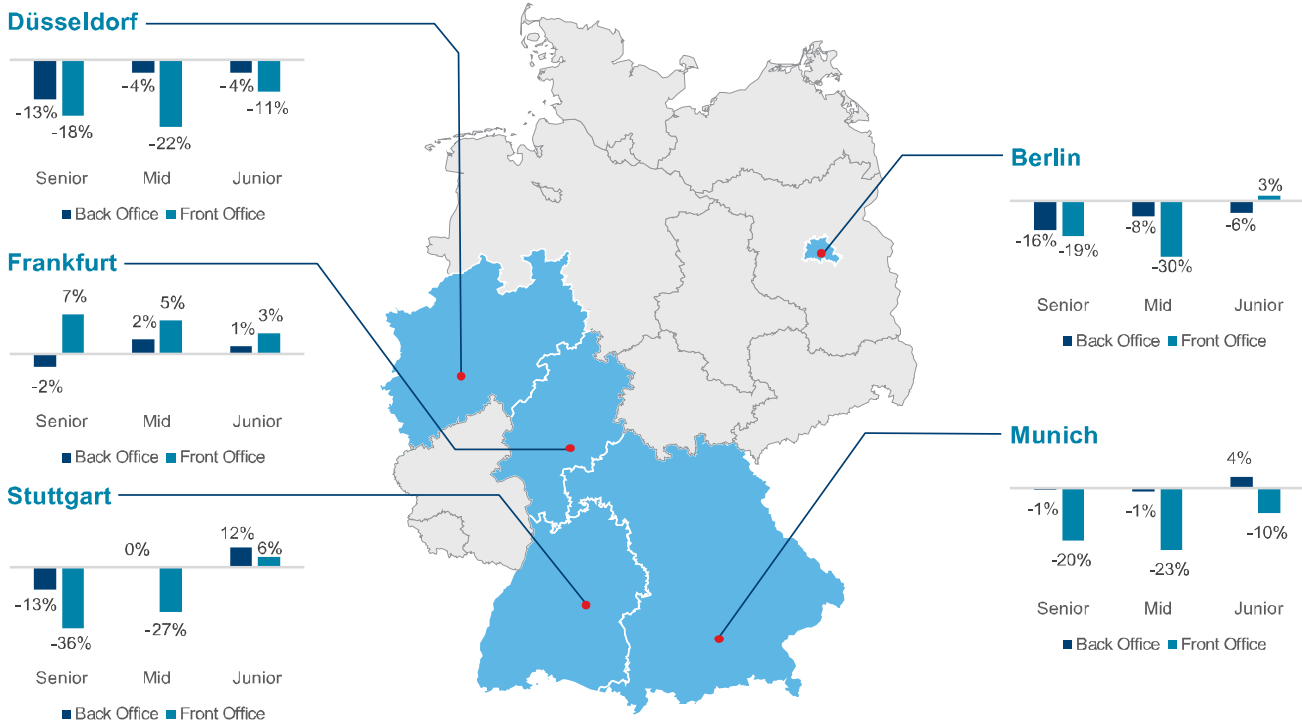 Düsseldorf
-13%
-18%
-4%
-22%
-4%
-11%
Senior Mid Junior
Back Office Front Office
Frankfurt
-2%
7%
2%
5%
1%
3%
Senior Mid Junior
Back Office Front Office
Stuttgart
-13%
-36%
0%
-27%
12%
6%
Senior Mid Junior
Back Office Front Office
Berlin
-16%
-19%
-8%
-30%
-6%
3%
Senior Mid Junior
Back Office Front Office
Munich
-1%
-20%
-1%
-23%
4%
-10%
Senior Mid Junior
Back Office Front Office